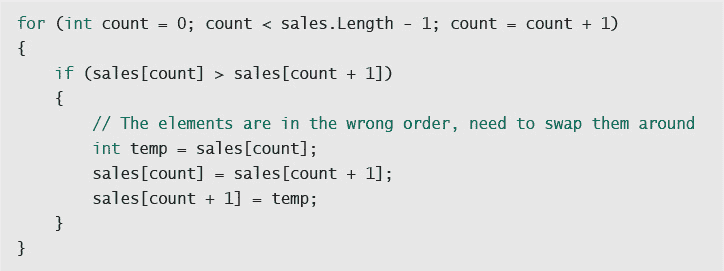 for (int count = 0; count < sales.Length - 1; count = count + 1)
{
    if (sales[count] > sales[count + 1])
    {
        // The elements are in the wrong order, need to swap them around
        int temp = sales[count];
        sales[count] = sales[count + 1];
        sales[count + 1] = temp;
    }
}